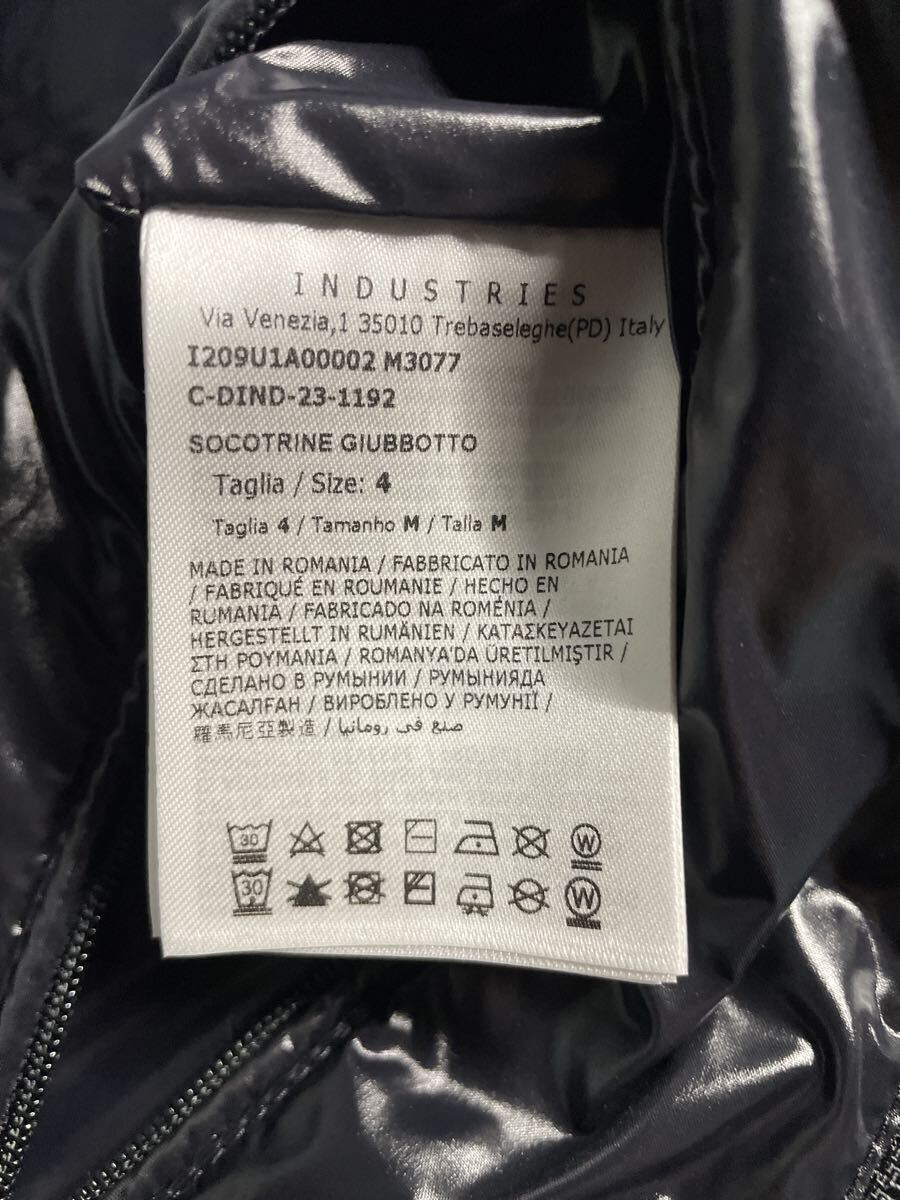 INDUSTRIES
Via Venezia,1 35010 Trebaseleghe(PD) Italy
I209U1A00002 M3077
C-DIND-23-1192
SOCOTRINE GIUBBOTTO
Taglia / Size: 4
Taglia 4 / Tamanho M / Talla M
MADE IN ROMANIA / FABBRICATO IN ROMANIA
/ FABRIQUÉ EN ROUMANIE / HECHO EN
RUMANIA / FABRICADO NA ROMÉNIA /
HERGESTELLT IN RUMÄNIEN / ΚΑΤΑΣΚΕΥΑΖΕΤΑΙ
ΣΤΗ ΡΟΥΜΑΝΙΑ / ROMANYA'DA ÜRETILMIŞTIR /
СДЕЛАНО В РУМЫНИИ / РУМЫНИЯДА
ЖАСАЛҒАН / ВИРОБЛЕНО У РУМУНІЇ /
羅馬尼亞製造 / صنع في رومانيا
30 W
30 W